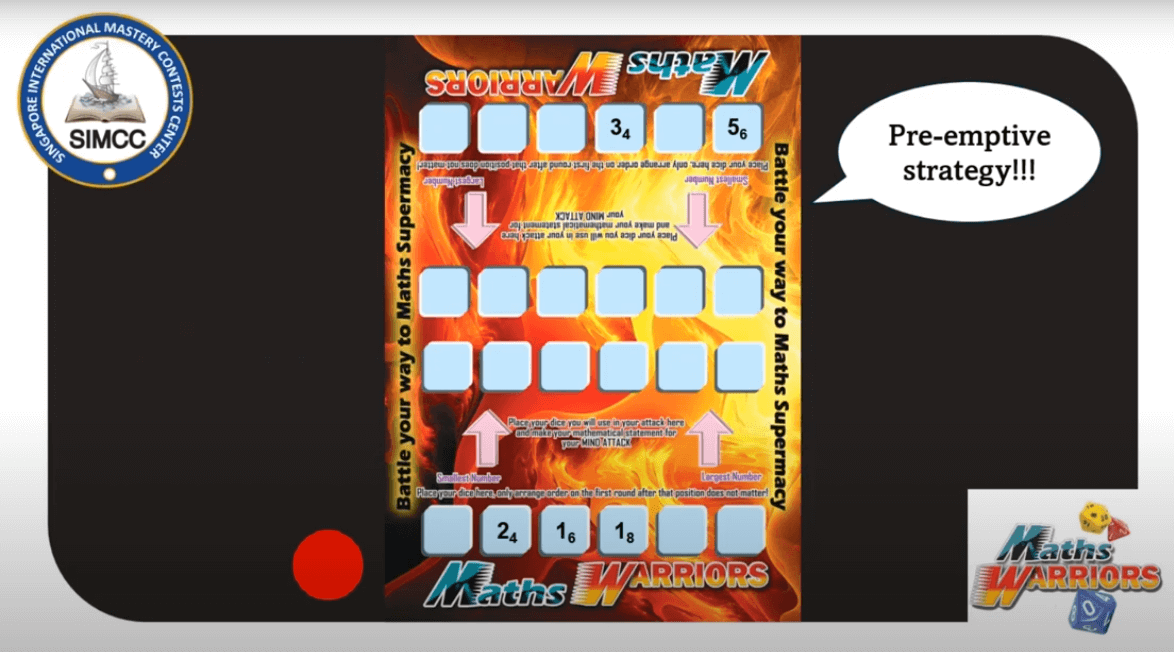 SINGAPORE INTERNATIONAL MASTERY CONTESTS CENTER
SIMCC
Maths WARRIORS
3₄
5₆
Place your dice here, only arrange order on the first round after that position does not matter!
Largest Number
Smallest Number
Place your dice you will use in your attack here
and make your mathematical statement for
your MIND ATTACK
Battle your way to Maths Supermacy
Battle your way to Maths Supermacy
Pre-emptive
strategy!!!
Place your dice you will use in your attack here
and make your mathematical statement for
your MIND ATTACK
Smallest Number
Largest Number
Place your dice here, only arrange order on the first round after that position does not matter!
2₄
1₆
1₈
Maths WARRIORS
Maths
WARRIORS
0